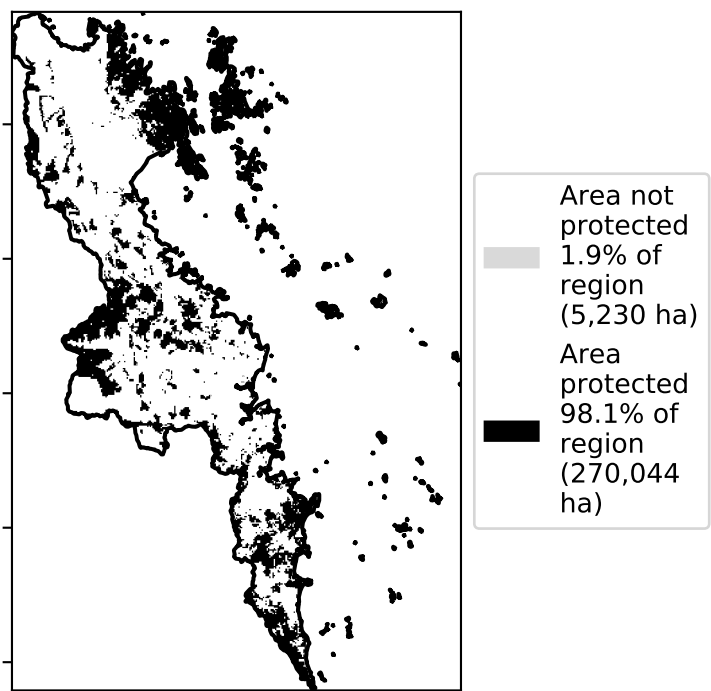 Area not
protected
1.9% of
region
(5,230 ha)
Area
protected
98.1% of
region
(270,044
ha)